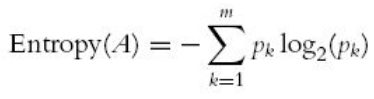 Entropy(A) = − ∑_{k=1}^{m} p_k log_2(p_k)